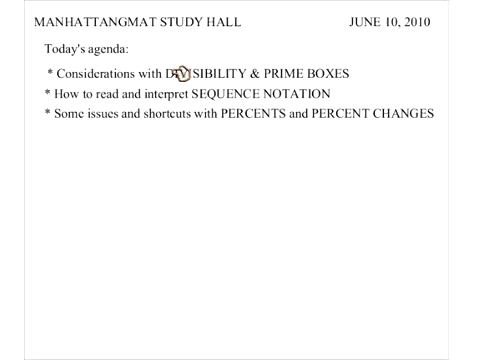 MANHATTANGMAT STUDY HALL JUNE 10, 2010
Today's agenda:
* Considerations with DIVISIBILITY & PRIME BOXES
* How to read and interpret SEQUENCE NOTATION
* Some issues and shortcuts with PERCENTS and PERCENT CHANGES